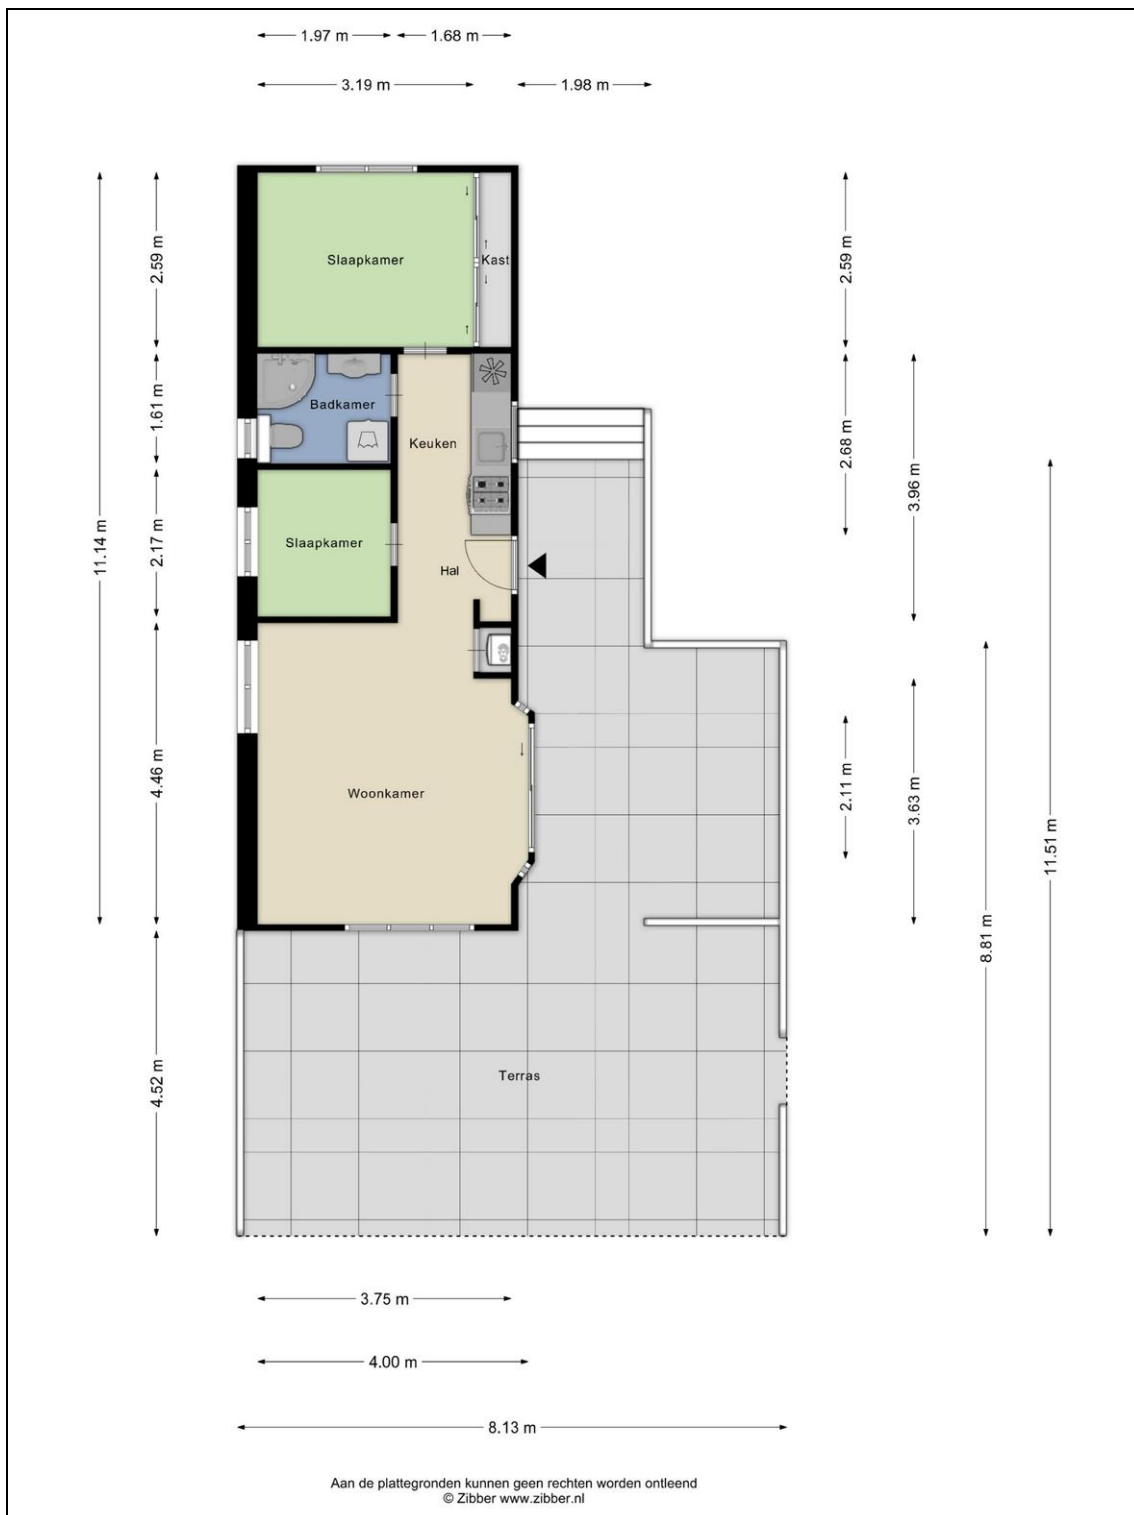 1.97 m
1.68 m
3.19 m
1.98 m
11.14 m
2.59 m
1.61 m
2.17 m
4.46 m
4.52 m
Slaapkamer
Kast
Badkamer
Keuken
Slaapkamer
Hal
Woonkamer
Terras
2.59 m
2.68 m
3.96 m
2.11 m
3.63 m
8.81 m
11.51 m
3.75 m
4.00 m
8.13 m
Aan de plattegronden kunnen geen rechten worden ontleend
© Zibber www.zibber.nl